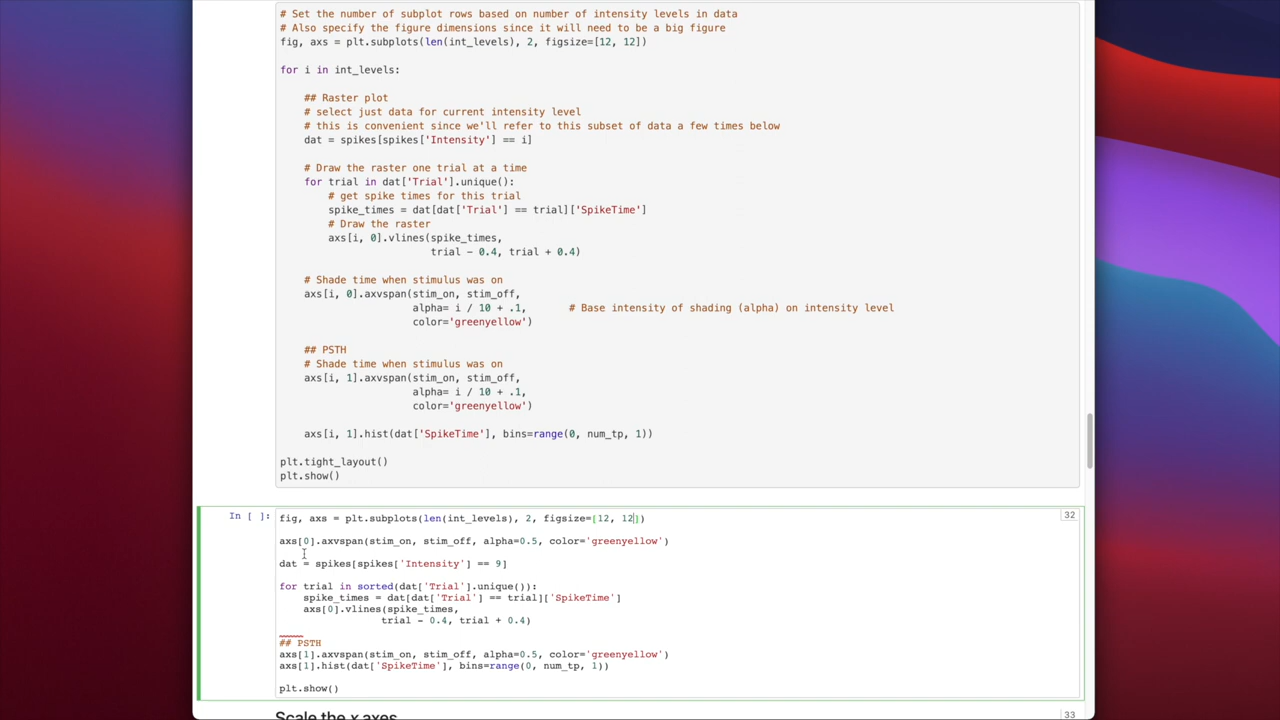 # Set the number of subplot rows based on number of intensity levels in data
# Also specify the figure dimensions since it will need to be a big figure
fig, axs = plt.subplots(len(int_levels), 2, figsize=[12, 12])
for i in int_levels:
## Raster plot
# select just data for current intensity level
# this is convenient since we'll refer to this subset of data a few times below
dat = spikes[spikes['Intensity'] == i]
# Draw the raster one trial at a time
for trial in dat['Trial'].unique():
# get spike times for this trial
spike_times = dat[dat['Trial'] == trial]['SpikeTime']
# Draw the raster
axs[i, 0].vlines(spike_times,
trial - 0.4, trial + 0.4)
# Shade time when stimulus was on
axs[i, 0].axvspan(stim_on, stim_off,
alpha= i / 10 + .1, # Base intensity of shading (alpha) on intensity level
color='greenyellow')
## PSTH
# Shade time when stimulus was on
axs[i, 1].axvspan(stim_on, stim_off,
alpha= i / 10 + .1,
color='greenyellow')
axs[i, 1].hist(dat['SpikeTime'], bins=range(0, num_tp, 1))
plt.tight_layout()
plt.show()
In [ ]: fig, axs = plt.subplots(len(int_levels), 2, figsize=[12, 12]) 32
axs[0].axvspan(stim_on, stim_off, alpha=0.5, color='greenyellow')
dat = spikes[spikes['Intensity'] == 9]
for trial in sorted(dat['Trial'].unique()):
spike_times = dat[dat['Trial'] == trial]['SpikeTime']
axs[0].vlines(spike_times,
trial - 0.4, trial + 0.4)
## PSTH
axs[1].axvspan(stim_on, stim_off, alpha=0.5, color='greenyellow')
axs[1].hist(dat['SpikeTime'], bins=range(0, num_tp, 1))
plt.show()
Scale the x axes 33